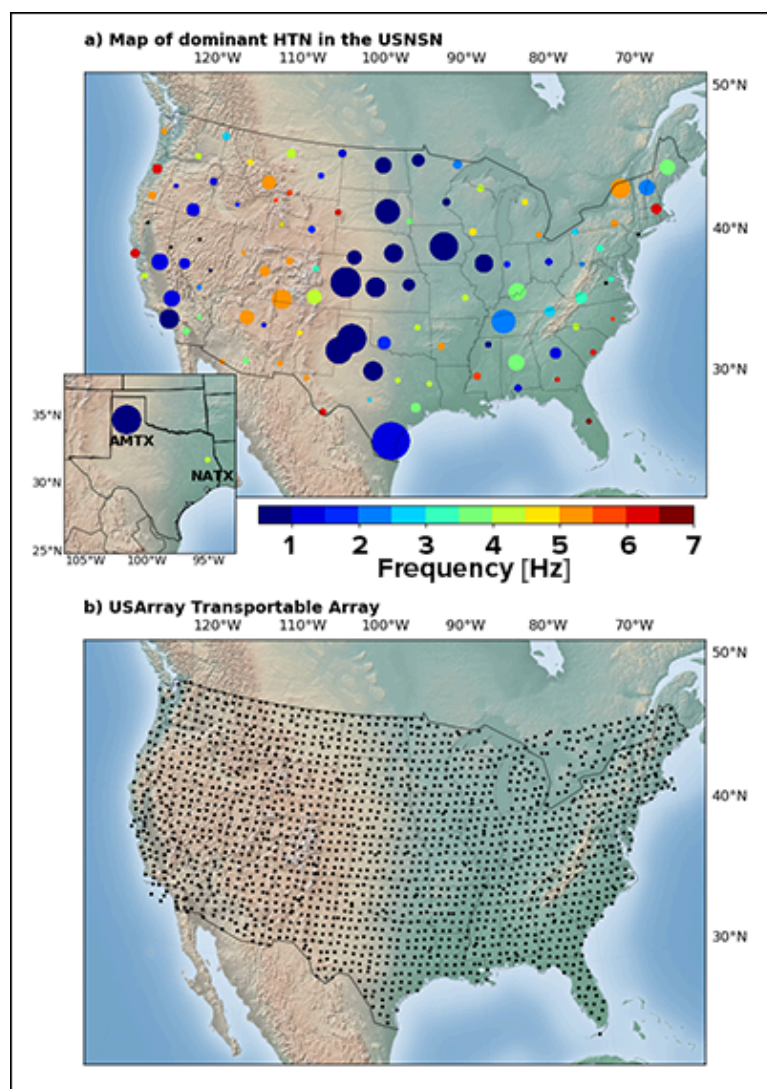 a) Map of dominant HTN in the USNSN
120°W 110°W 100°W 90°W 80°W 70°W
50°N
40°N
30°N
35°N
30°N
25°N
AMTX
NATX
105°W 100°W 95°W
1 2 3 4 5 6 7
Frequency [Hz]
b) USArray Transportable Array
120°W 110°W 100°W 90°W 80°W 70°W
50°N
40°N
30°N